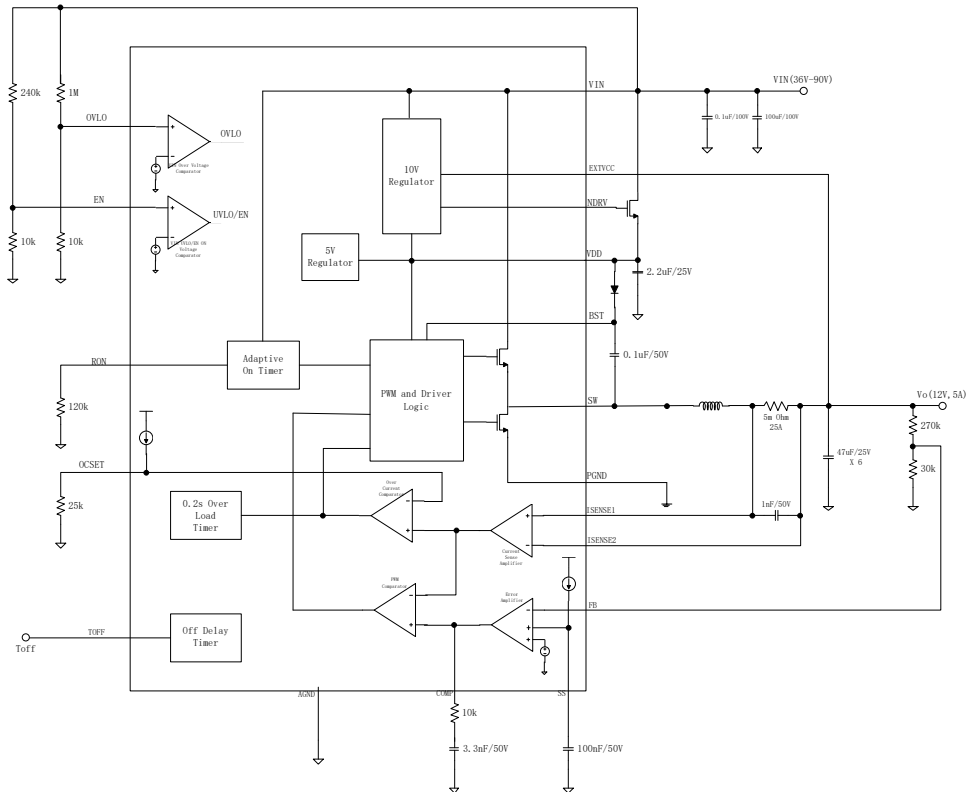 VIN
VIN(36V-90V)
240k
1M
0.1uF/100V
100uF/100V
OVLO
OVLO
VIN Over Voltage
Comparator
10V
Regulator
EXTVCC
NDRV
EN
UVLO/EN
Voltage
Comparator
10k
10k
5V
Regulator
VDD
2.2uF/25V
BST
0.1uF/50V
RON
Adaptive
On Timer
PWM and Driver
Logic
120k
SW
5m Ohm
25A
Vo(12V,5A)
270k
47uF/25V
X 6
30k
OCSET
25k
PGND
0.2s Over
Load
Timer
Over
Current
Comparator
1nF/50V
ISENSE1
ISENSE2
Current
Sense
Amplifier
PWM
Comparator
Error
Amplifier
FB
Toff
TOFF
Off Delay
Timer
AGND
COMP
SS
10k
3.3nF/50V
100nF/50V